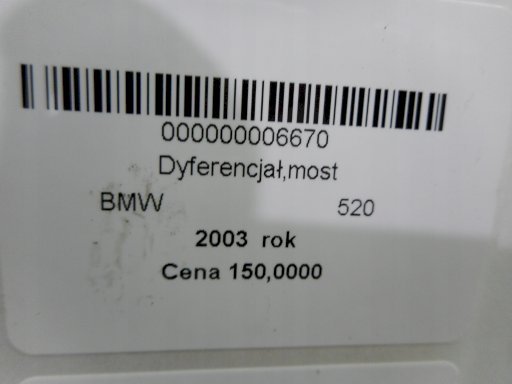 000000006670
Dyferencjał,most
BMW 520
2003 rok
Cena 150,0000